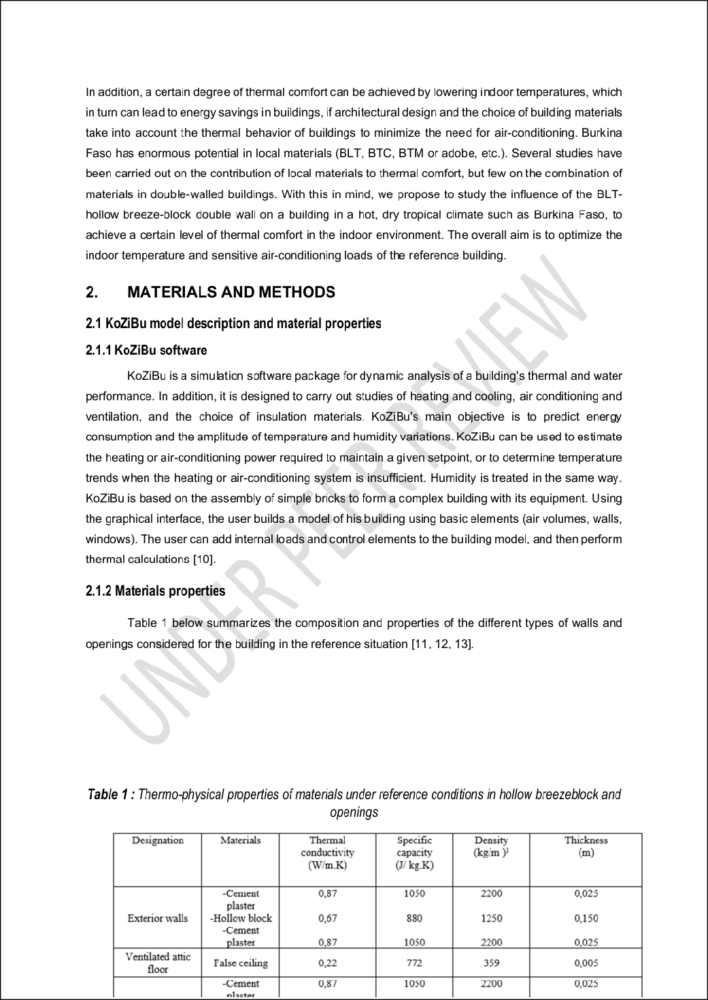 In addition, a certain degree of thermal comfort can be achieved by lowering indoor temperatures, which
in turn can lead to energy savings in buildings, if architectural design and the choice of building materials
take into account the thermal behavior of buildings to minimize the need for air-conditioning. Burkina
Faso has enormous potential in local materials (BLT, BTC, BTM or adobe, etc.). Several studies have
been carried out on the contribution of local materials to thermal comfort, but few on the combination of
materials in double-walled buildings. With this in mind, we propose to study the influence of the BLT-
hollow breeze-block double wall on a building in a hot, dry tropical climate such as Burkina Faso, to
achieve a certain level of thermal comfort in the indoor environment. The overall aim is to optimize the
indoor temperature and sensitive air-conditioning loads of the reference building.
2. MATERIALS AND METHODS
2.1 KoZiBu model description and material properties
2.1.1 KoZiBu software
KoZiBu is a simulation software package for dynamic analysis of a building's thermal and water
performance. In addition, it is designed to carry out studies of heating and cooling, air conditioning and
ventilation, and the choice of insulation materials. KoZiBu's main objective is to predict energy
consumption and the amplitude of temperature and humidity variations. KoZiBu can be used to estimate
the heating or air-conditioning power required to maintain a given setpoint, or to determine temperature
trends when the heating or air-conditioning system is insufficient. Humidity is treated in the same way.
KoZiBu is based on the assembly of simple bricks to form a complex building with its equipment. Using
the graphical interface, the user builds a model of his building using basic elements (air volumes, walls,
windows). The user can add internal loads and control elements to the building model, and then perform
thermal calculations [10].
2.1.2 Materials properties
Table 1 below summarizes the composition and properties of the different types of walls and
openings considered for the building in the reference situation [11, 12, 13].
UNDER PEER REVIEW
Table 1 : Thermo-physical properties of materials under reference conditions in hollow breezeblock and
openings
Designation Materials Thermal Specific Density Thickness
conductivity capacity (kg/m )³ (m)
(W/m.K) (J/ kg.K)
-Cement 0,87 1050 2200 0,025
plaster
Exterior walls -Hollow block 0,67 880 1250 0,150
-Cement
plaster 0,87 1050 2200 0,025
Ventilated attic
floor False ceiling 0,22 772 359 0,005
-Cement 0,87 1050 2200 0,025
plaster